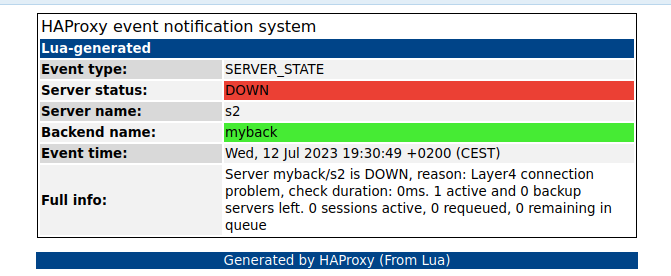 HAProxy event notification system
Lua-generated
Event type: SERVER_STATE
Server status: DOWN
Server name: s2
Backend name: myback
Event time: Wed, 12 Jul 2023 19:30:49 +0200 (CEST)
Full info: Server myback/s2 is DOWN, reason: Layer4 connection
problem, check duration: 0ms. 1 active and 0 backup
servers left. 0 sessions active, 0 requeued, 0 remaining in
queue
Generated by HAProxy (From Lua)